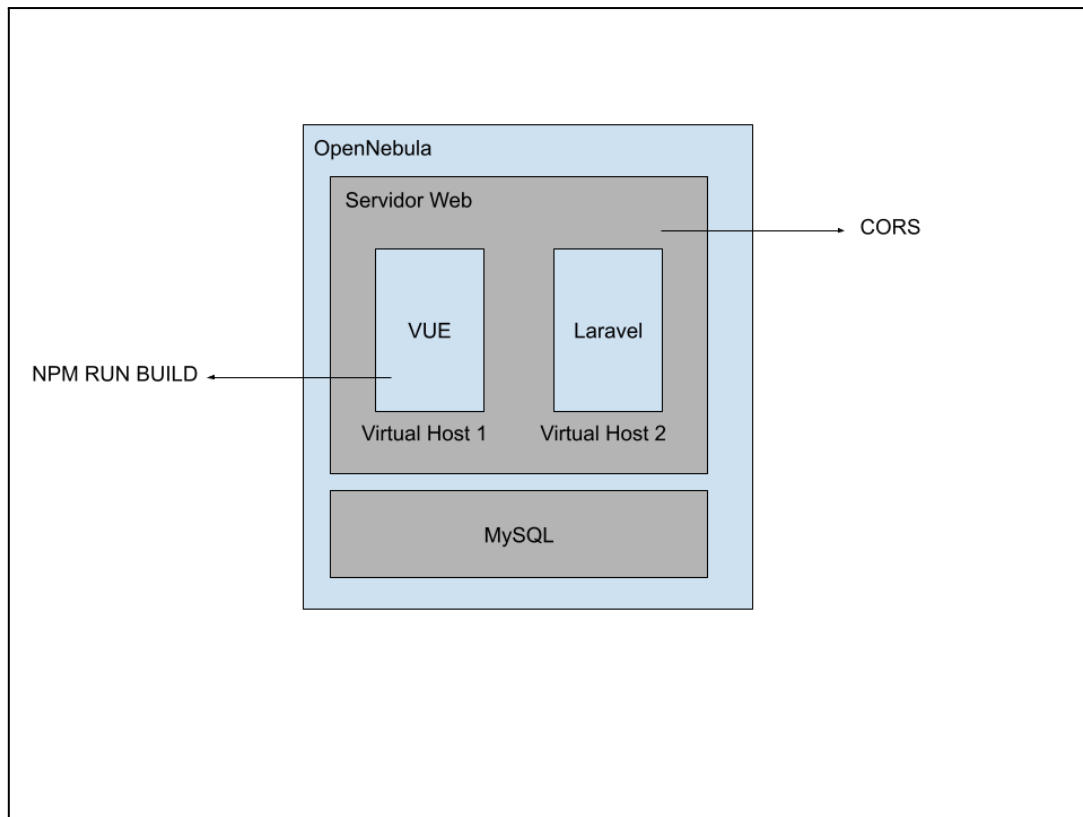 OpenNebula
Servidor Web
CORS
VUE
Laravel
NPM RUN BUILD
Virtual Host 1
Virtual Host 2
MySQL